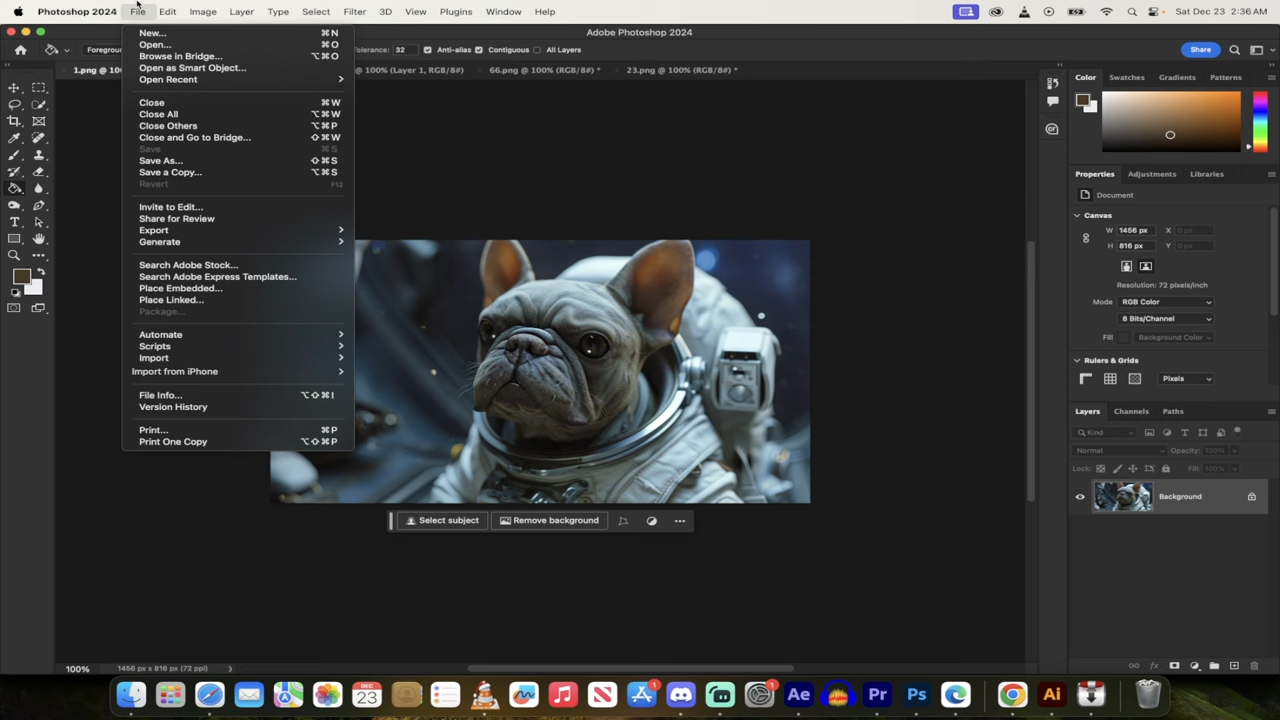 Photoshop 2024 File Edit Image Layer Type Select Filter 3D View Plugins Window Help Sat Dec 23 2:36 AM
Adobe Photoshop 2024
Tolerance: 32 Anti-alias Contiguous All Layers Share
1.png @ 100% (Layer 1, RGB/8#) 66.png @ 100% (RGB/8#) * 23.png @ 100% (RGB/8#) *
New... ⌘N
Open... ⌘O
Browse in Bridge... ⌥⌘O
Open as Smart Object...
Open Recent
Close ⌘W
Close All ⌥⌘W
Close Others ⌥⌘P
Close and Go to Bridge... ⇧⌘W
Save ⌘S
Save As... ⇧⌘S
Save a Copy... ⌥⌘S
Revert F12
Invite to Edit...
Share for Review
Export
Generate
Search Adobe Stock...
Search Adobe Express Templates...
Place Embedded...
Place Linked...
Package...
Automate
Scripts
Import
Import from iPhone
File Info... ⌥⇧⌘I
Version History
Print... ⌘P
Print One Copy ⌥⇧⌘P
Select subject Remove background
Color Swatches Gradients Patterns
Properties Adjustments Libraries
Document
Canvas
W 1456 px X 0 px
H 816 px Y 0 px
Resolution: 72 pixels/inch
Mode RGB Color
8 Bits/Channel
Fill Background Color
Rulers & Grids
Pixels
Layers Channels Paths
Kind
Normal Opacity: 100%
Lock: Fill: 100%
Background
100% 1456 px x 816 px (72 ppi)
DEC
23
1
1
Ae Pr Ps Ai